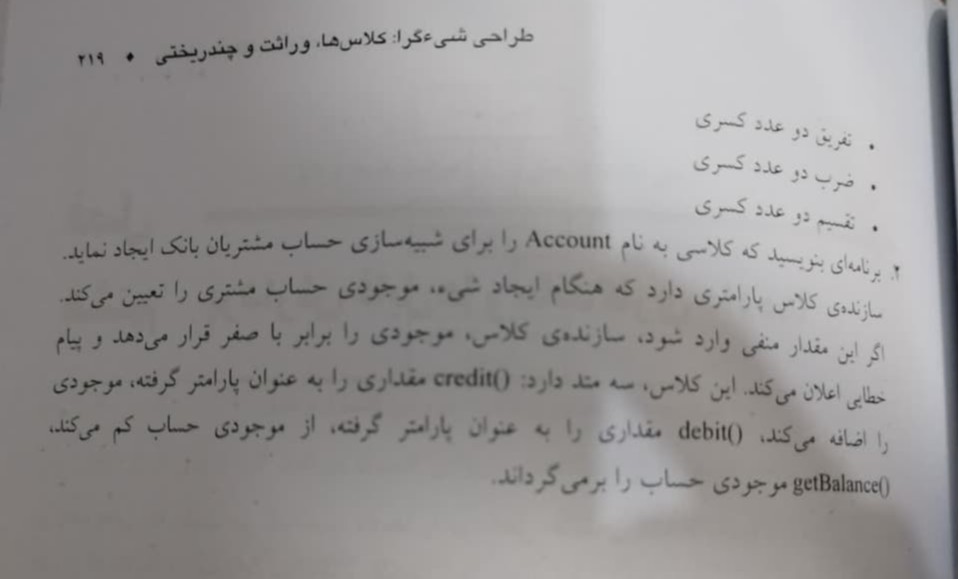 طراحی شیءگرا: کلاس‌ها، وراثت و چندریختی • ۲۱۹
• تفریق دو عدد کسری
• ضرب دو عدد کسری
• تقسیم دو عدد کسری
۲. برنامه‌ای بنویسید که کلاسی به نام Account را برای شبیه‌سازی حساب مشتریان بانک ایجاد نماید.
سازنده‌ی کلاس پارامتری دارد که هنگام ایجاد شیء، موجودی حساب مشتری را تعیین می‌کند.
اگر این مقدار منفی وارد شود، سازنده‌ی کلاس، موجودی را برابر با صفر قرار می‌دهد و پیام
خطایی اعلان می‌کند. این کلاس، سه متد دارد: credit() مقداری را به عنوان پارامتر گرفته، موجودی
را اضافه می‌کند، debit() مقداری را به عنوان پارامتر گرفته، از موجودی حساب کم می‌کند،
getBalance() موجودی حساب را برمی‌گرداند.